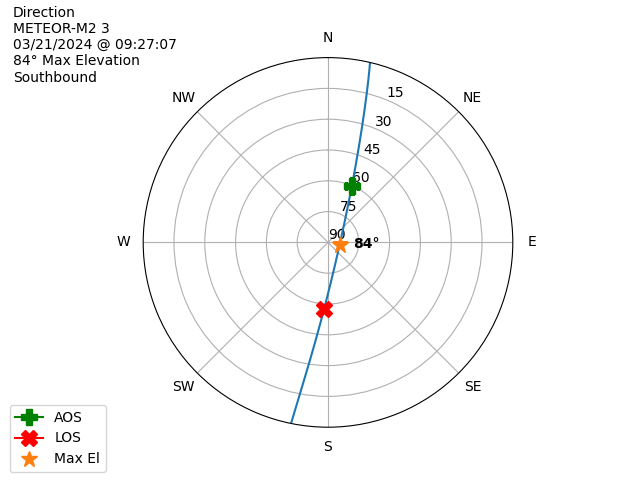 Direction
METEOR-M2 3
03/21/2024 @ 09:27:07
84° Max Elevation
Southbound
N
NW
NE
15
30
45
60
75
90
84°
W
E
SW
SE
S
AOS
LOS
Max El